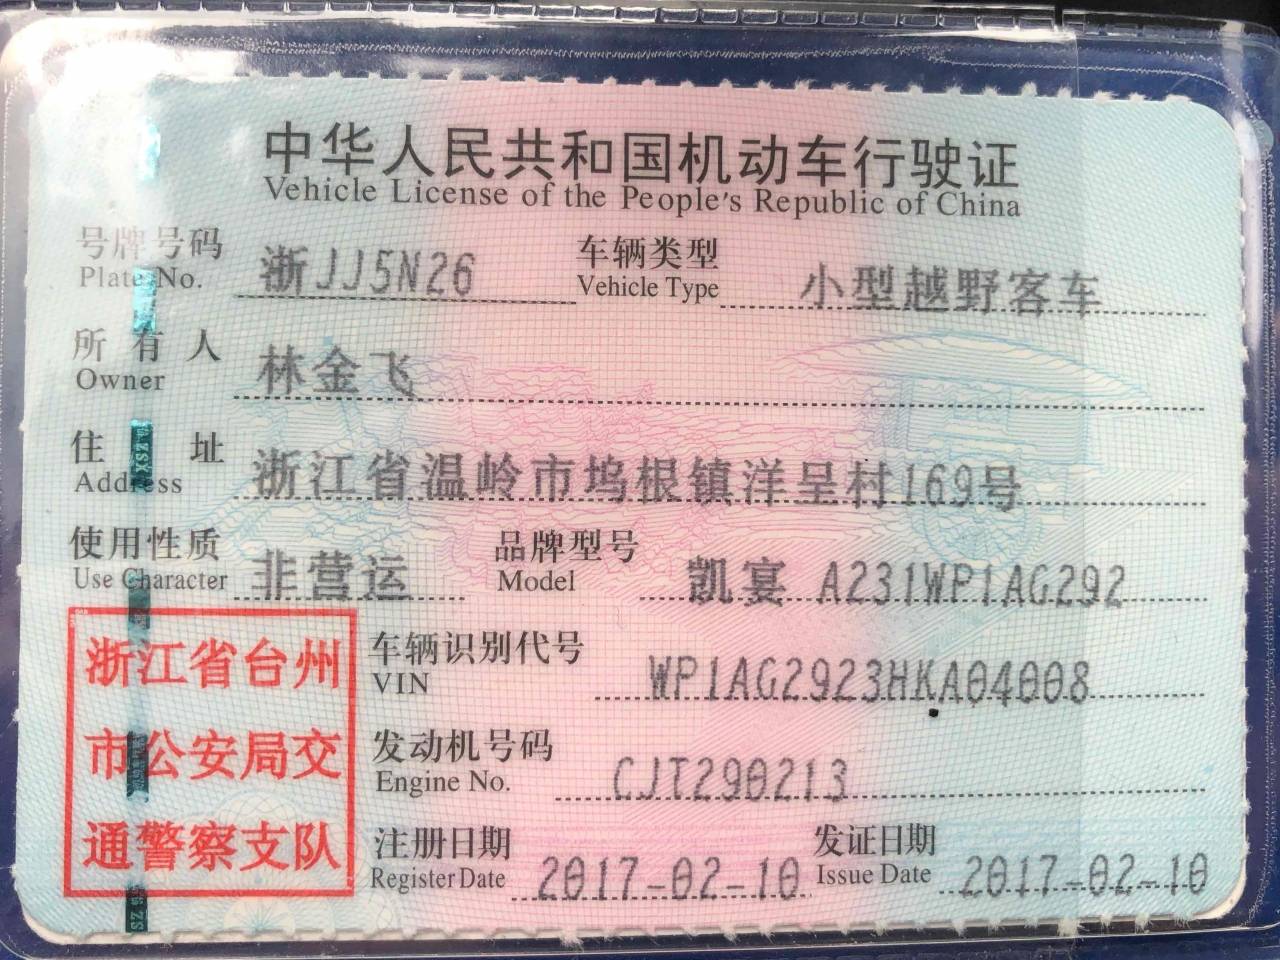 中华人民共和国机动车行驶证
Vehicle License of the People's Republic of China
号牌号码 浙JJ5N26 车辆类型 小型越野客车
Plate No. Vehicle Type
所有人 林金飞
Owner
住址 浙江省温岭市坞根镇洋呈村169号
Address
使用性质 非营运 品牌型号 凯宴 A231WP1AG292
Use Character Model
浙江省台州
市公安局交
通警察支队
车辆识别代号 WP1AG2923HKA04008
VIN
发动机号码 CJT290213
Engine No.
注册日期 2017-02-10 发证日期 2017-02-10
Register Date Issue Date